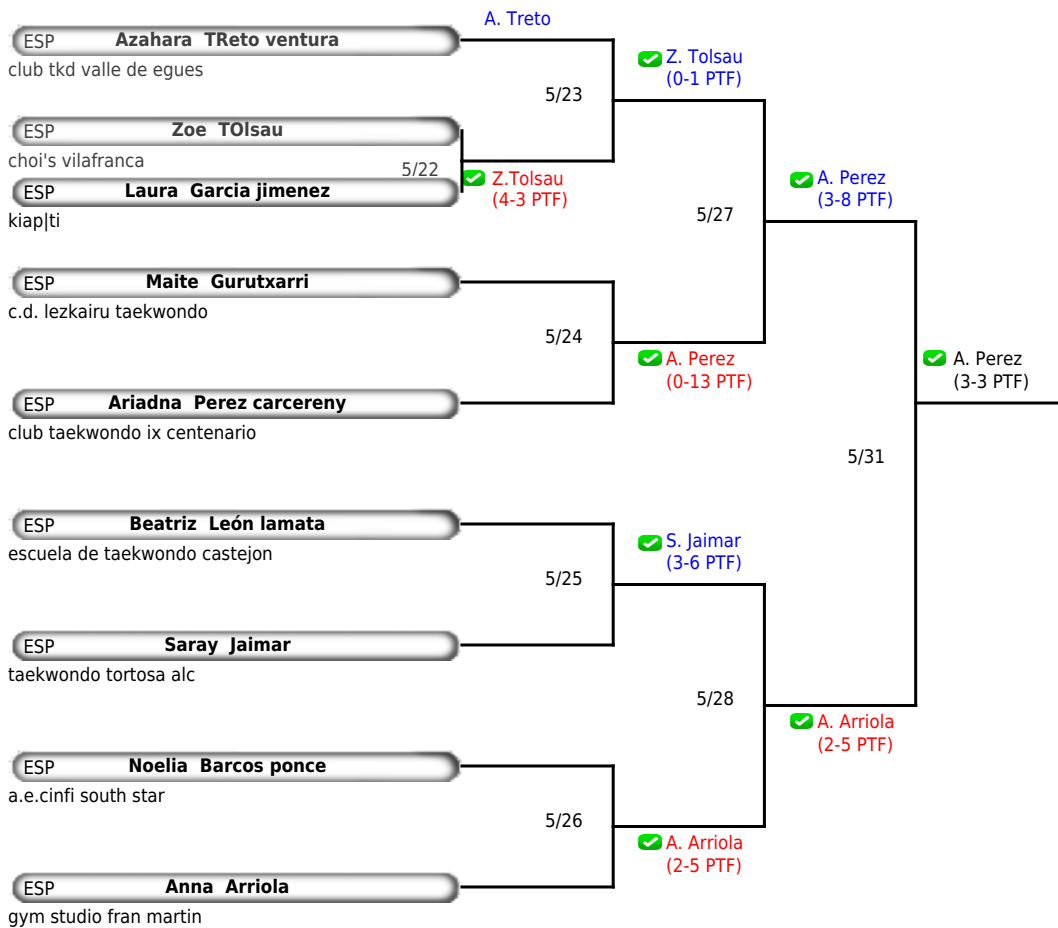 A. Treto
ESP Azahara TReto ventura
club tkd valle de egues
Z. Tolsau
(0-1 PTF)
5/23
ESP Zoe TOlsau
choi's vilafranca
5/22
Z.Tolsau
(4-3 PTF)
ESP Laura Garcia jimenez
kiap|ti
A. Perez
(3-8 PTF)
5/27
ESP Maite Gurutxarri
c.d. lezkairu taekwondo
5/24
A. Perez
(0-13 PTF)
A. Perez
(3-3 PTF)
ESP Ariadna Perez carcereny
club taekwondo ix centenario
5/31
ESP Beatriz León lamata
escuela de taekwondo castejon
S. Jaimar
(3-6 PTF)
5/25
ESP Saray Jaimar
taekwondo tortosa alc
5/28
A. Arriola
(2-5 PTF)
ESP Noelia Barcos ponce
a.e.cinfi south star
5/26
A. Arriola
(2-5 PTF)
ESP Anna Arriola
gym studio fran martin